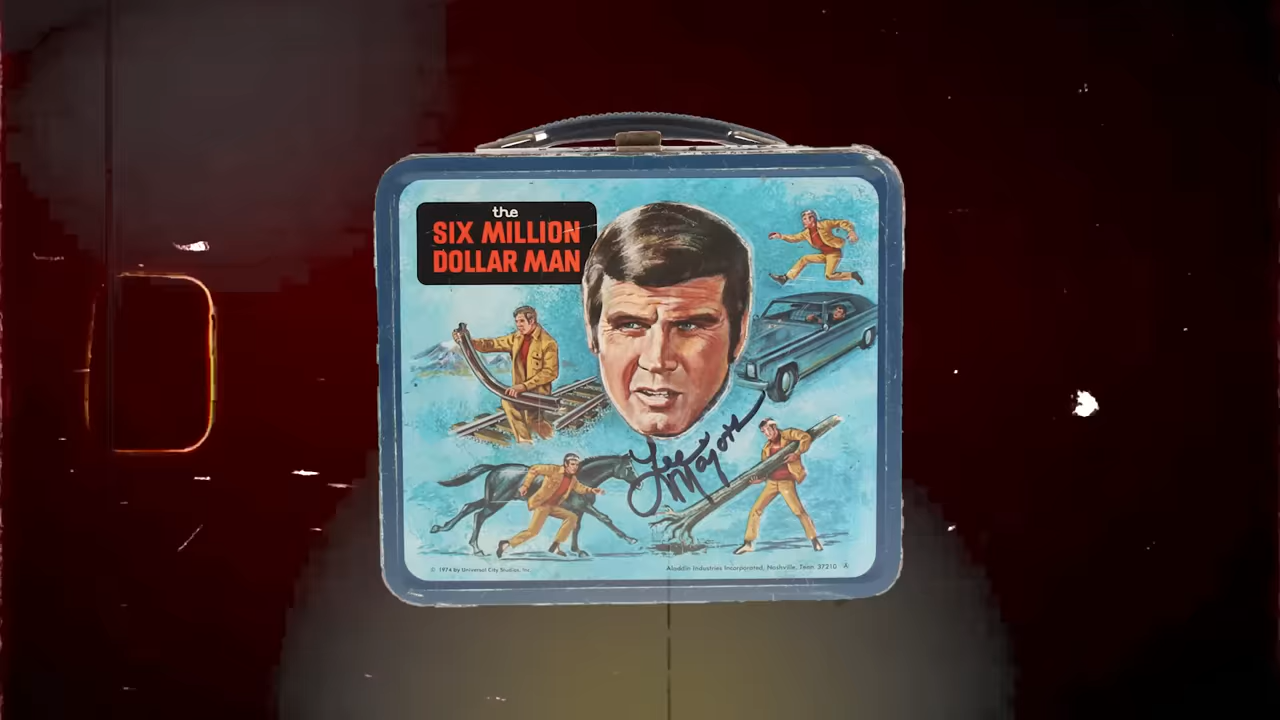 the
SIX MILLION
DOLLAR MAN
Lee Majors
© 1974 by Universal City Studios, Inc.
Aladdin Industries Incorporated, Nashville, Tenn 37210